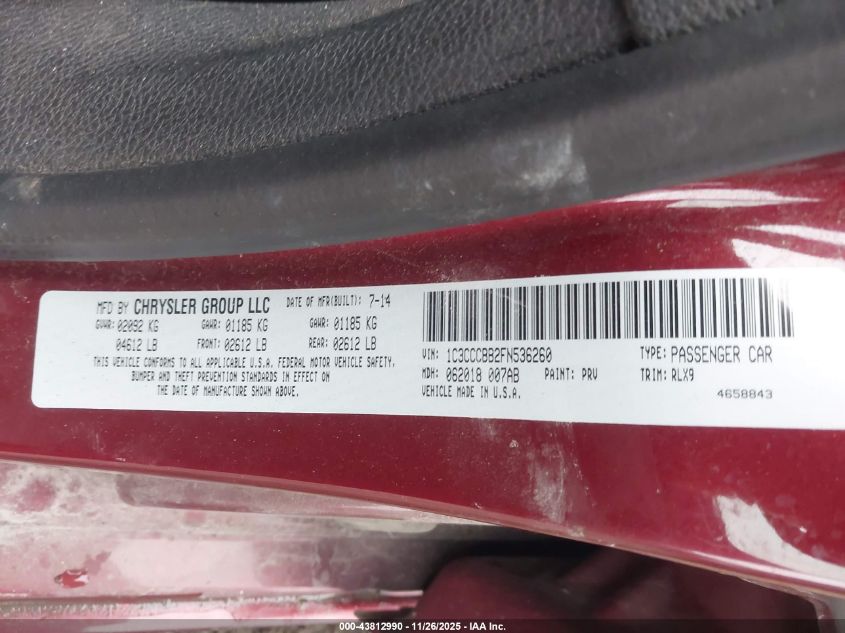 MFD BY CHRYSLER GROUP LLC DATE OF MFR(BUILT): 7-14
GVWR: 02092 KG GAWR: 01185 KG GAWR: 01185 KG
04612 LB FRONT: 02612 LB REAR: 02612 LB
THIS VEHICLE CONFORMS TO ALL APPLICABLE U.S.A. FEDERAL MOTOR VEHICLE SAFETY,
BUMPER AND THEFT PREVENTION STANDARDS IN EFFECT ON
THE DATE OF MANUFACTURE SHOWN ABOVE.
VIN: 1C3CCCBB2FN536260 TYPE: PASSENGER CAR
MDH: 062018 007AB PAINT: PRV TRIM: RLX9
VEHICLE MADE IN U.S.A. 4658843
000-43812990 - 11/26/2025 - IAA Inc.